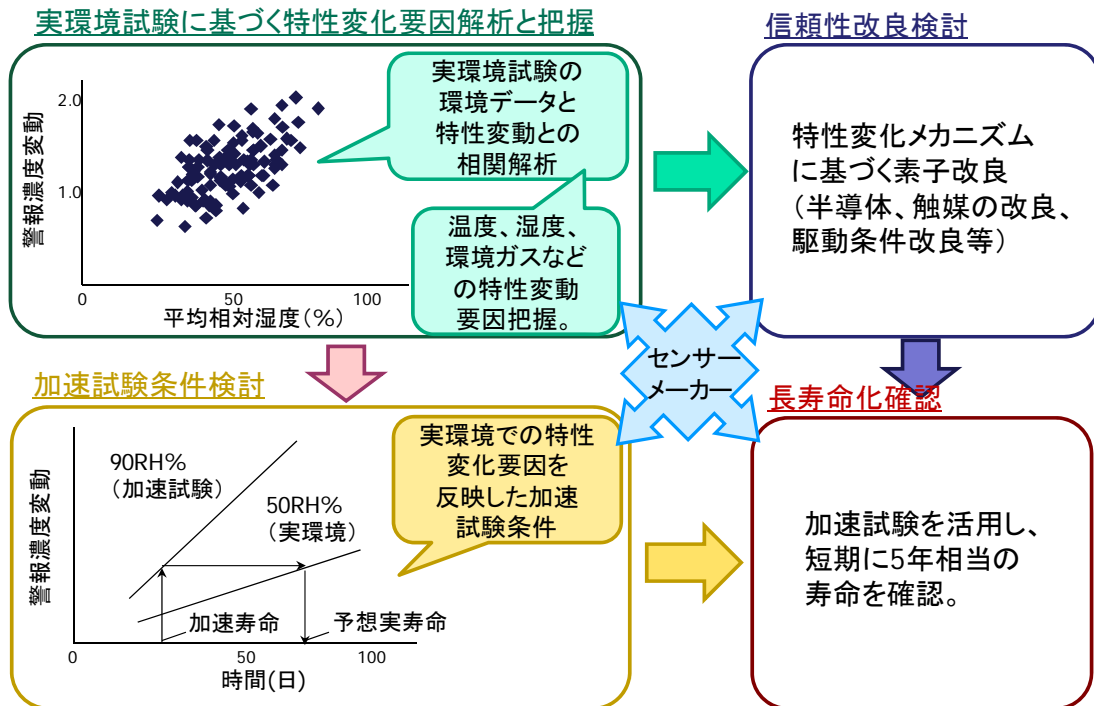 実環境試験に基づく特性変化要因解析と把握
警報濃度変動
2.0
1.0
0
50
100
平均相対湿度(%)
実環境試験の
環境データと
特性変動との
相関解析
温度、湿度、
環境ガスなど
の特性変動
要因把握。
信頼性改良検討
特性変化メカニズム
に基づく素子改良
(半導体、触媒の改良、
駆動条件改良等)
センサー
メーカー
加速試験条件検討
警報濃度変動
90RH%
(加速試験)
50RH%
(実環境)
加速寿命
予想実寿命
0
50
100
時間(日)
実環境での特性
変化要因を
反映した加速
試験条件
長寿命化確認
加速試験を活用し、
短期に5年相当の
寿命を確認。